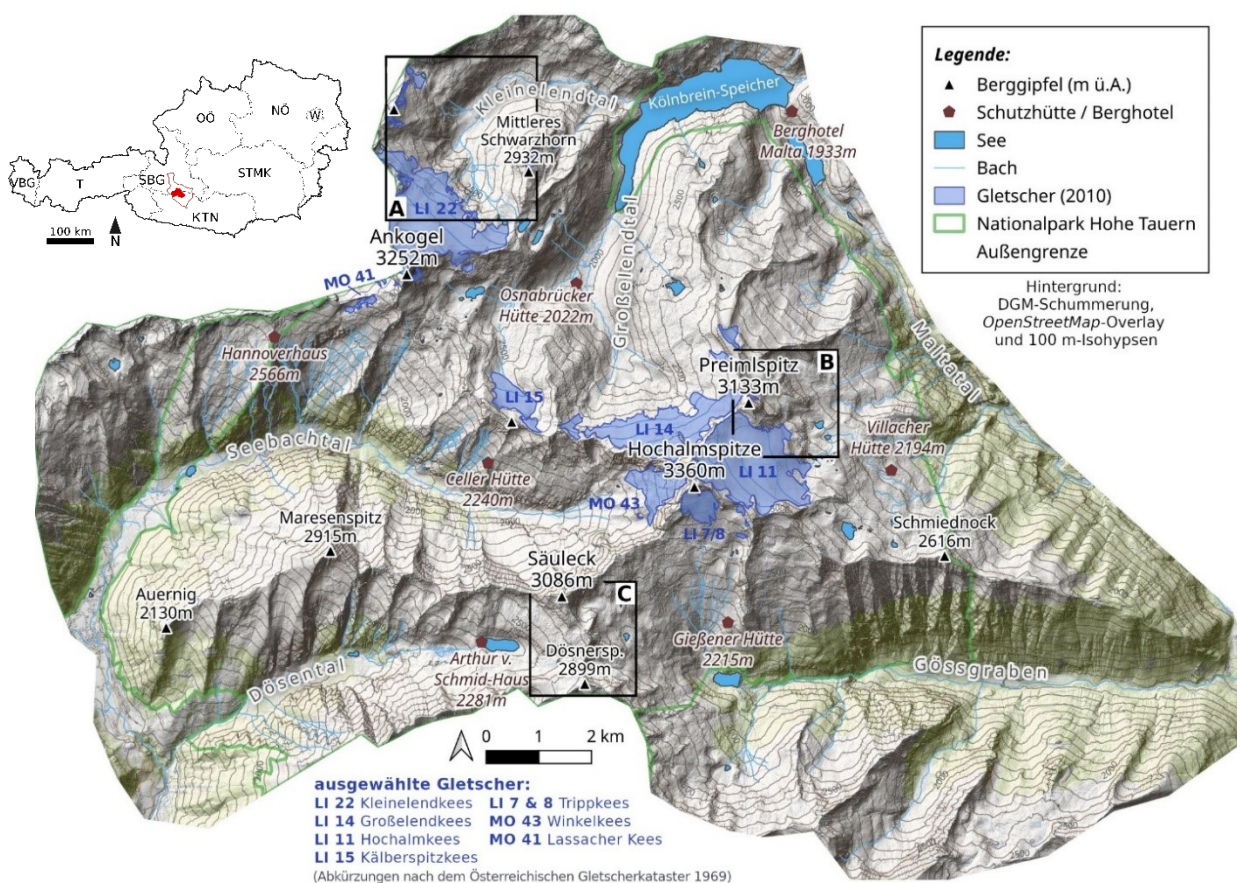 OÖ
NÖ
W
VBG
T
SBG
STMK
KTN
100 km
N
A
Kleinelendtal
Mittleres
Schwarzhorn
2932m
LI 22
Ankogel
3252m
MO 41
Kölnbrein-Speicher
Berghotel
Malta 1933m
Osnabrücker
Hütte 2022m
Großelendtal
Hannoverhaus
2566m
Maltatal
Preimlspitz
3133m
B
LI 15
LI 14
Villacher
Hütte 2194m
Seebachtal
Celler Hütte
2240m
Hochalmspitze
3360m
LI 11
MO 43
LI 7/8
Maresenspitz
2915m
Schmiednock
2616m
Säuleck
3086m
C
Auernig
2130m
Dösnersp.
2899m
Gießener Hütte
2215m
Arthur v.
Schmid-Haus
2281m
Dösental
Gössgraben
0 1 2 km
Legende:
Berggipfel (m ü.A.)
Schutzhütte / Berghotel
See
Bach
Gletscher (2010)
Nationalpark Hohe Tauern
Außengrenze
Hintergrund:
DGM-Schummerung,
OpenStreetMap-Overlay
und 100 m-Isohypsen
ausgewählte Gletscher:
LI 22 Kleinelendkees LI 7 & 8 Trippkees
LI 14 Großelendkees MO 43 Winkelkees
LI 11 Hochalmkees MO 41 Lassacher Kees
LI 15 Kälberspitzkees
(Abkürzungen nach dem Österreichischen Gletscherkataster 1969)